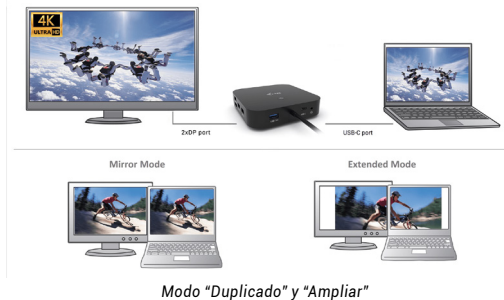 4K
ULTRA HD
2xDP port
USB-C port
Mirror Mode
Extended Mode
Modo “Duplicado” y “Ampliar”